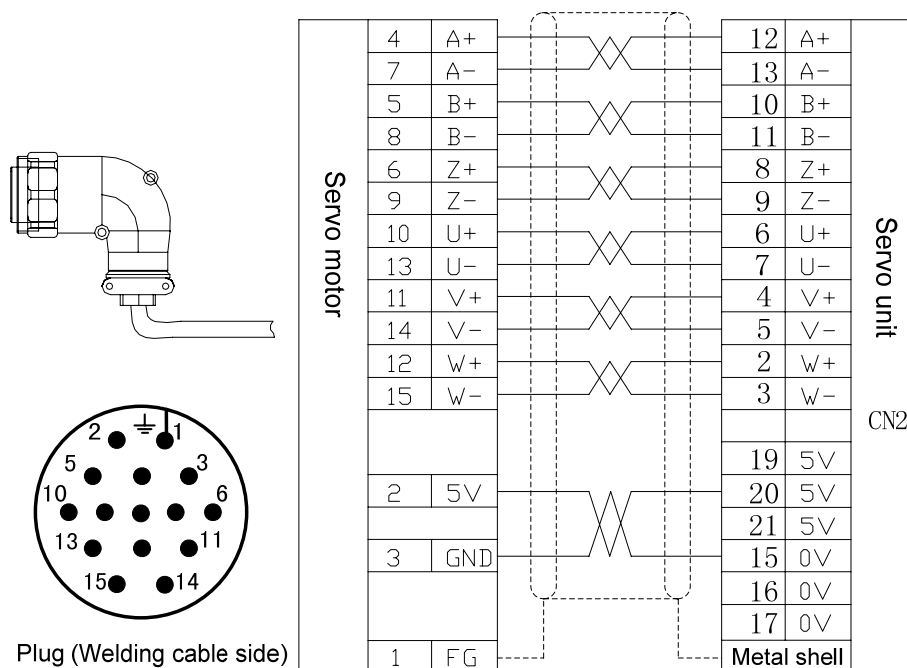 4 A+ 12 A+
7 A- 13 A-
5 B+ 10 B+
8 B- 11 B-
6 Z+ 8 Z+
9 Z- 9 Z-
10 U+ 6 U+
13 U- 7 U-
11 V+ 4 V+
14 V- 5 V-
12 W+ 2 W+
15 W- 3 W-
19 5V
2 5V 20 5V
21 5V
3 GND 15 0V
16 0V
17 0V
1 FG Metal shell
Servo motor
Servo unit
CN2
2 1
5 3
10 6
13 11
15 14
Plug (Welding cable side)